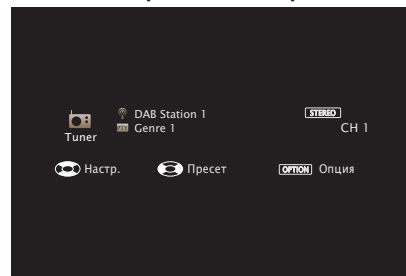 DAB Station 1
STEREO
Genre 1
CH 1
Tuner
Настр.
Пресет
OPTION Опция